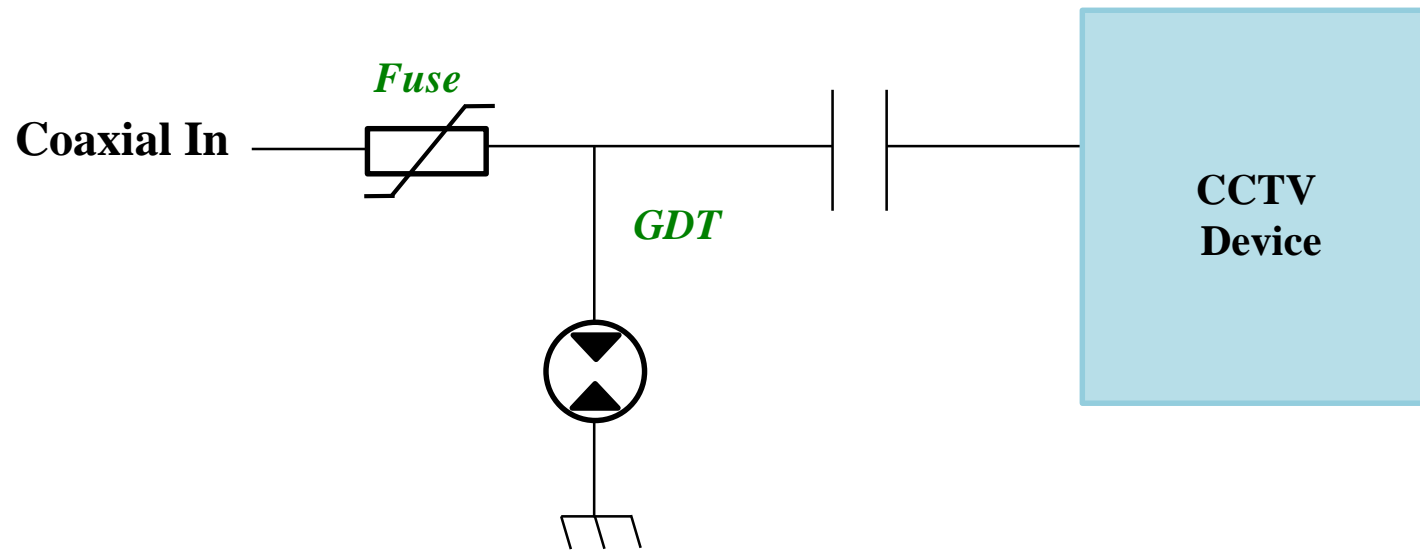 Fuse
Coaxial In
GDT
CCTV
Device